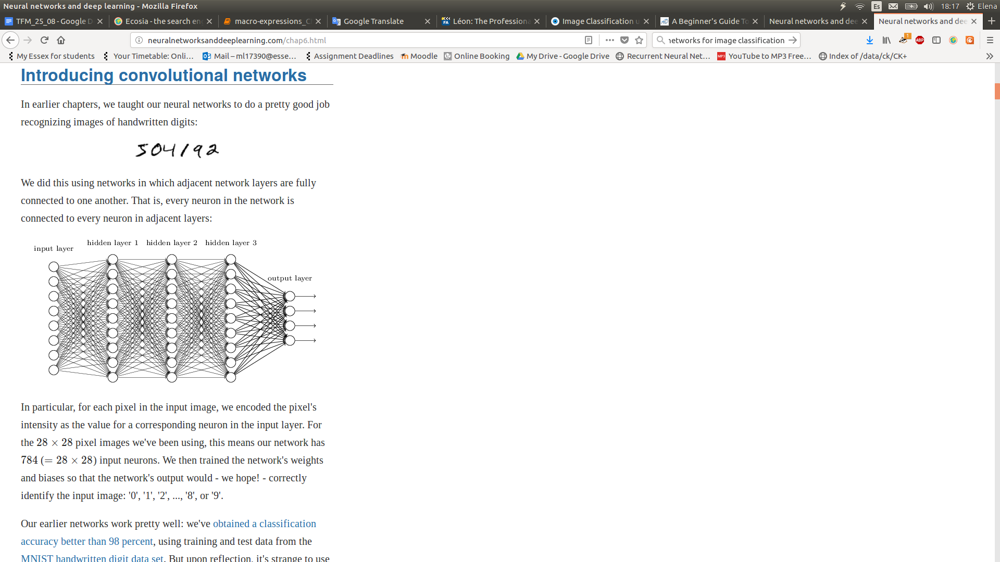 Neural networks and deep learning - Mozilla Firefox
Es 18:17 Elena
TFM_25_08 - Google D
Ecosia - the search en
macro-expressions_C
Google Translate
Léon: The Professiona
Image Classification u
A Beginner's Guide To
Neural networks and dee
Neural networks and dee
neuralnetworksanddeeplearning.com/chap6.html
networks for image classification
1
ABP
My Essex for students
Your Timetable: Onli...
Mail – ml17390@esse...
Assignment Deadlines
Moodle
Online Booking
My Drive - Google Drive
Recurrent Neural Net...
MP3 YouTube to MP3 Free...
Index of /data/ck/CK+
Introducing convolutional networks
In earlier chapters, we taught our neural networks to do a pretty good job
recognizing images of handwritten digits:
504192
We did this using networks in which adjacent network layers are fully
connected to one another. That is, every neuron in the network is
connected to every neuron in adjacent layers:
input layer
hidden layer 1 hidden layer 2 hidden layer 3
output layer
In particular, for each pixel in the input image, we encoded the pixel's
intensity as the value for a corresponding neuron in the input layer. For
the 28 × 28 pixel images we've been using, this means our network has
784 (= 28 × 28) input neurons. We then trained the network's weights
and biases so that the network's output would - we hope! - correctly
identify the input image: '0', '1', '2', ..., '8', or '9'.
Our earlier networks work pretty well: we've obtained a classification
accuracy better than 98 percent, using training and test data from the
MNIST handwritten digit data set. But upon reflection, it's strange to use